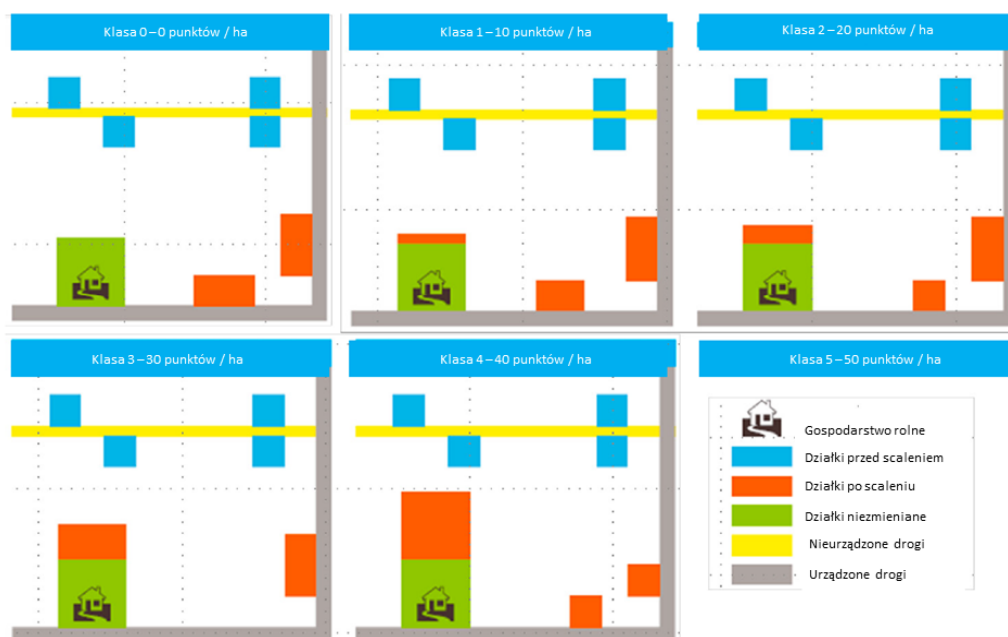 Klasa 0–0 punktów / ha
Klasa 1–10 punktów / ha
Klasa 2–20 punktów / ha
Klasa 3–30 punktów / ha
Klasa 4–40 punktów / ha
Klasa 5–50 punktów / ha
Gospodarstwo rolne
Działki przed scaleniem
Działki po scaleniu
Działki niezmieniane
Nieurządzone drogi
Urządzone drogi